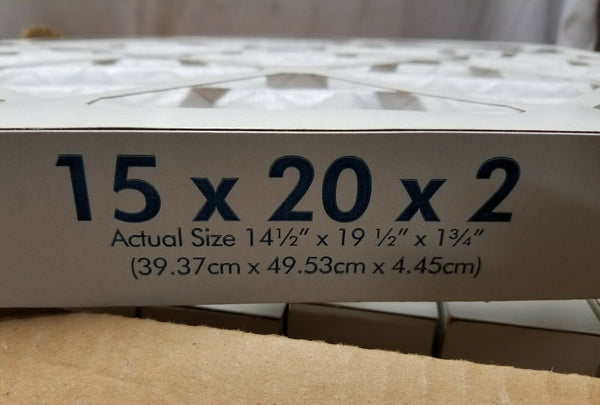 15 x 20 x 2
Actual Size 14½" x 19 ½" x 1¾"
(39.37cm x 49.53cm x 4.45cm)